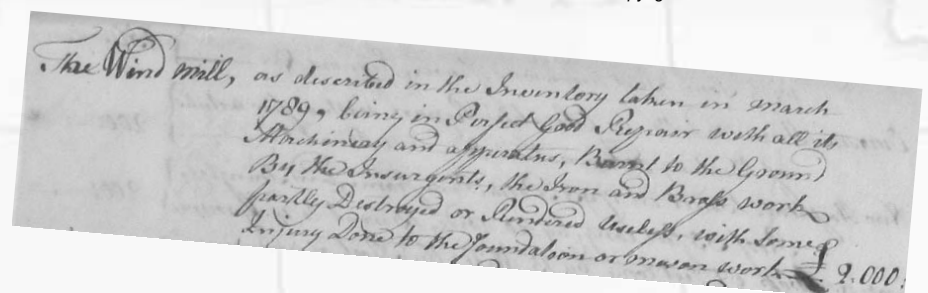 The Wind mill, as described in the Inventory taken in march
1789, being in Perfect Good Repair with all its
Machinery and apparatus, Burnt to the Ground
By the Insurgents, the Iron and Brass work
partly Destroyed or Rendered useless, with Some
Injury Done to the foundation or mason work £ 2.000: